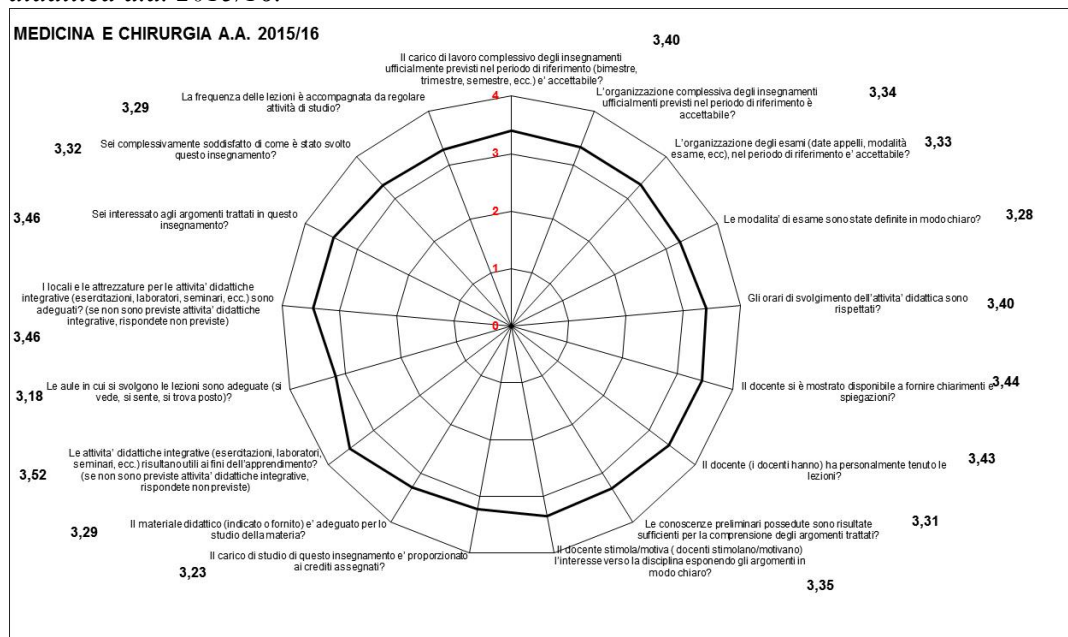 didattica a.a. 2015/16.
MEDICINA E CHIRURGIA A.A. 2015/16
3,40
Il carico di lavoro complessivo degli insegnamenti
ufficialmente previsti nel periodo di riferimento (bimestre,
trimestre, semestre, ecc.) e' accettabile?
3,34
L'organizzazione complessiva degli insegnamenti
ufficialmente previsti nel periodo di riferimento è
accettabile?
3,33
L'organizzazione degli esami (date appelli, modalità
esame, ecc), nel periodo di riferimento e' accettabile?
3,28
Le modalita' di esame sono state definite in modo chiaro?
3,40
Gli orari di svolgimento dell'attivita' didattica sono
rispettati?
3,44
Il docente si è mostrato disponibile a fornire chiarimenti e
spiegazioni?
3,43
Il docente (i docenti hanno) ha personalmente tenuto le
lezioni?
3,31
Le conoscenze preliminari possedute sono risultate
sufficienti per la comprensione degli argomenti trattati?
3,35
Il docente stimola/motiva ( docenti stimolano/motivano)
l'interesse verso la disciplina esponendo gli argomenti in
modo chiaro?
3,23
Il carico di studio di questo insegnamento e' proporzionato
ai crediti assegnati?
3,29
Il materiale didattico (indicato o fornito) e' adeguato per lo
studio della materia?
3,52
Le attivita' didattiche integrative (esercitazioni, laboratori,
seminari, ecc.) risultano utili ai fini dell'apprendimento?
(se non sono previste attivita' didattiche integrative,
rispondete non previste)
3,18
Le aule in cui si svolgono le lezioni sono adeguate (si
vede, si sente, si trova posto)?
3,46
I locali e le attrezzature per le attivita' didattiche
integrative (esercitazioni, laboratori, seminari, ecc.) sono
adeguati? (se non sono previste attivita' didattiche
integrative, rispondete non previste)
3,46
Sei interessato agli argomenti trattati in questo
insegnamento?
3,32
Sei complessivamente soddisfatto di come è stato svolto
questo insegnamento?
3,29
La frequenza delle lezioni è accompagnata da regolare
attività di studio?
4
3
2
1
0